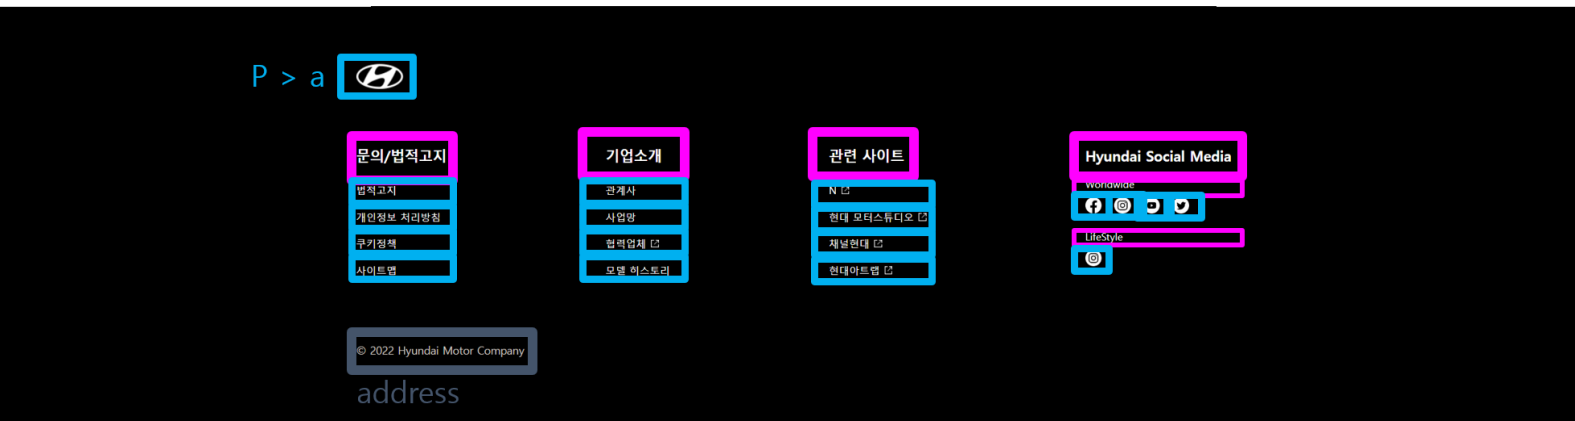 P > a
문의/법적고지
법적고지
개인정보 처리방침
쿠키정책
사이트맵
기업소개
관계사
사업망
협력업체
모델 히스토리
관련 사이트
N
현대 모터스튜디오
채널현대
현대아트랩
Hyundai Social Media
Worldwide
LifeStyle
© 2022 Hyundai Motor Company
address